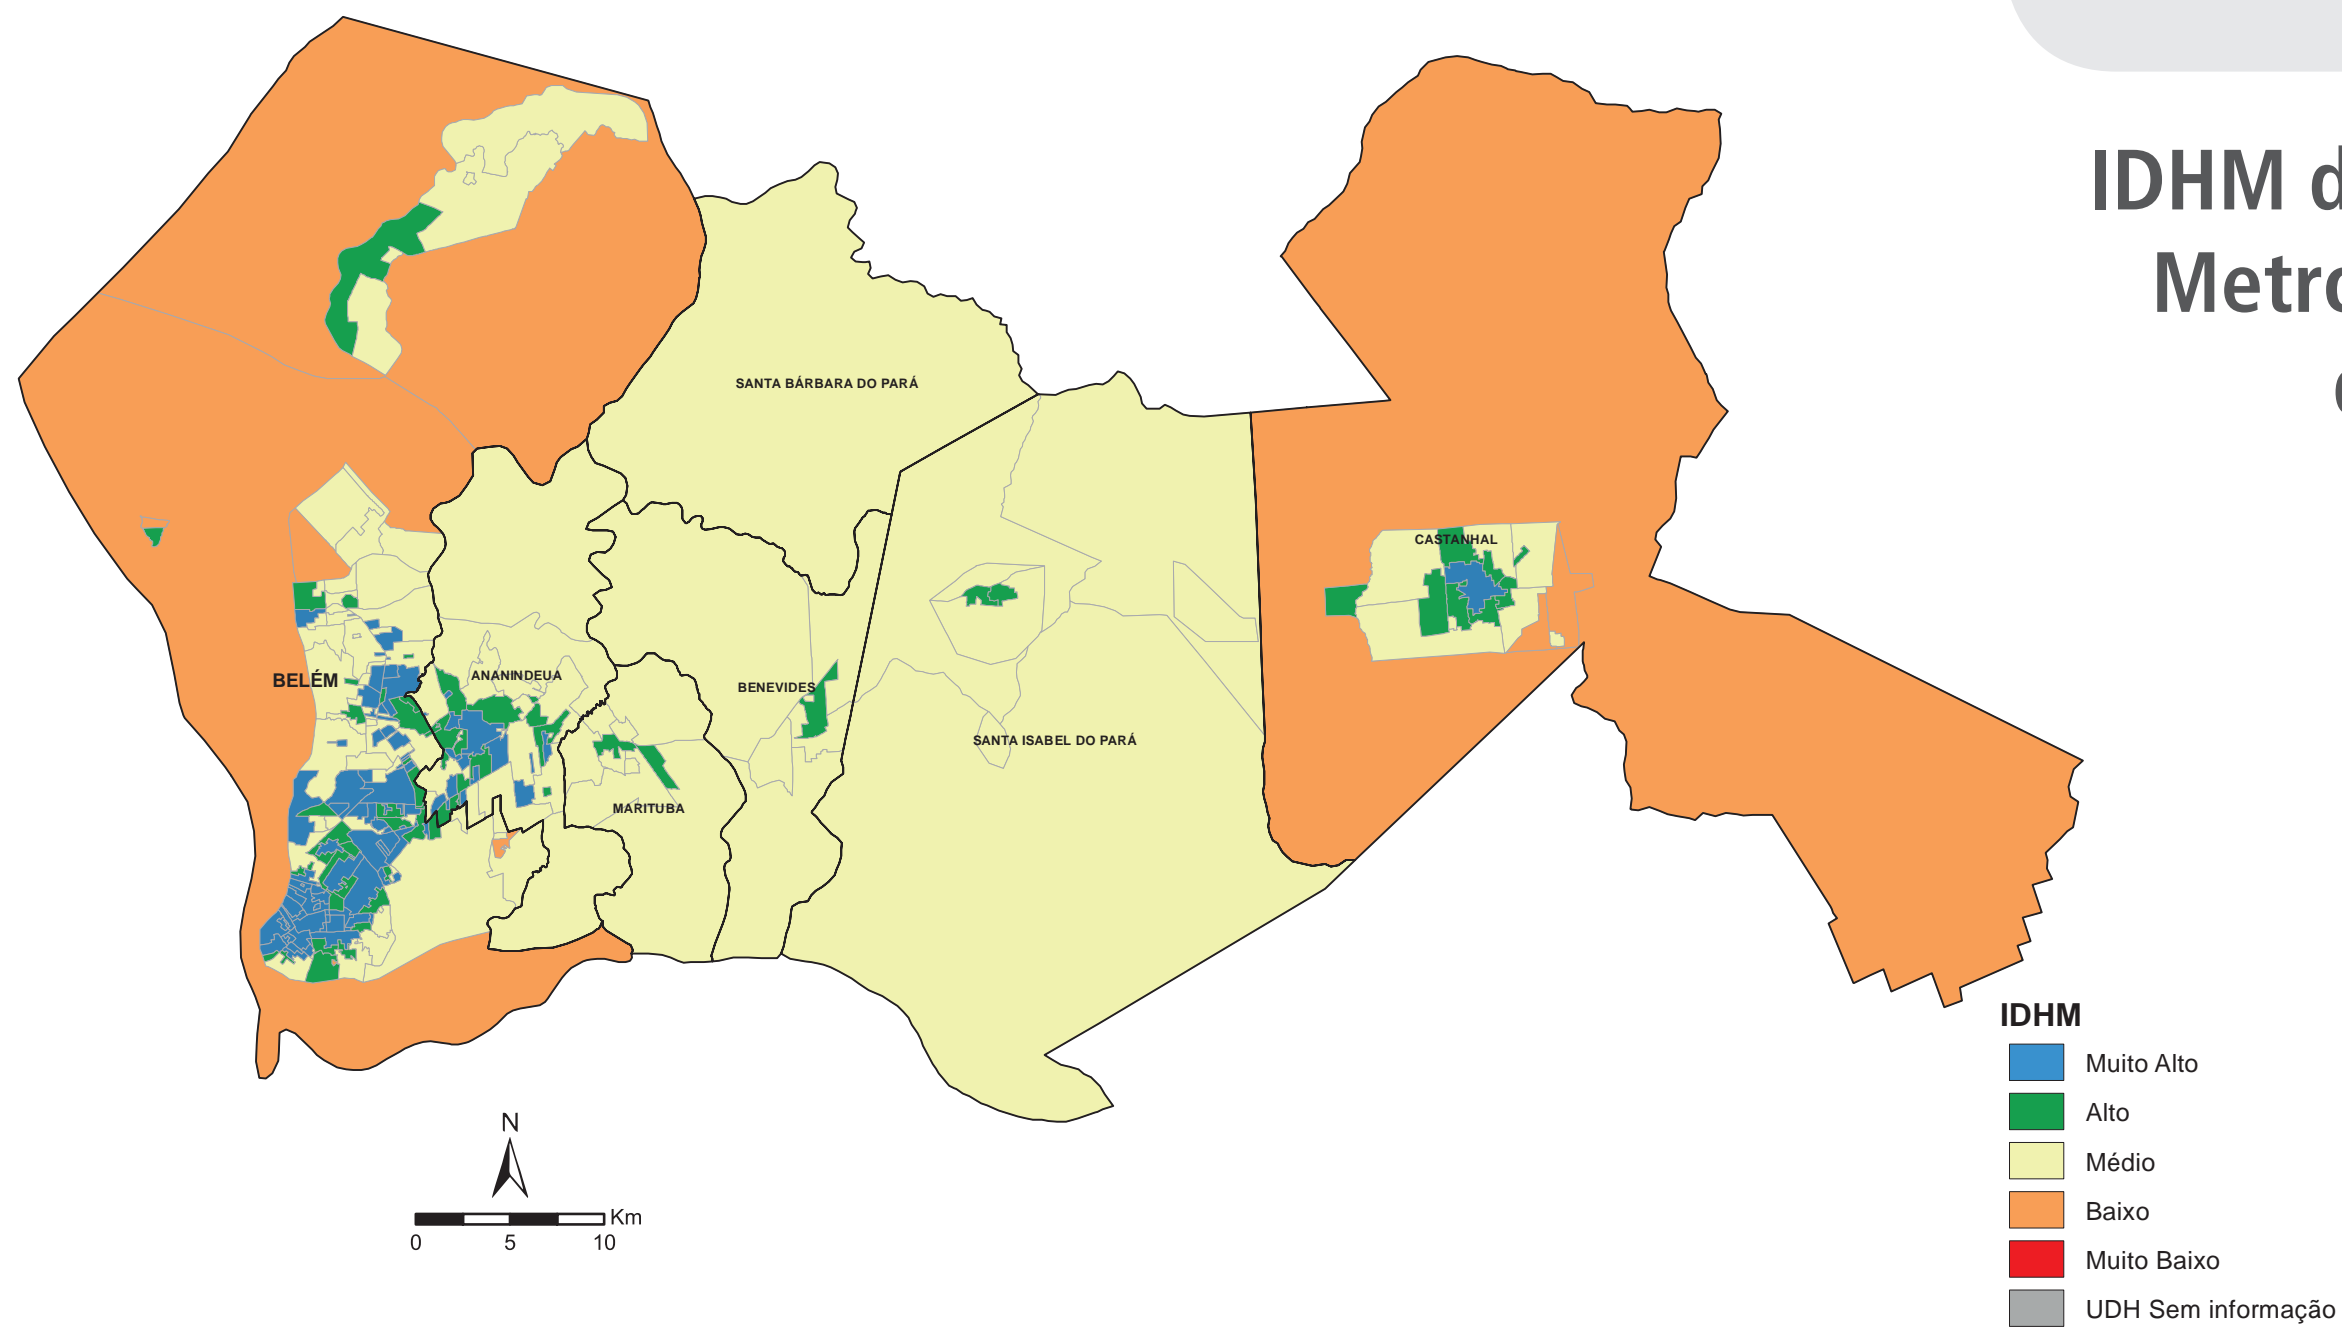 IDHM d
Metro
SANTA BÁRBARA DO PARÁ
CASTANHAL
BELÉM
ANANINDEUA
BENEVIDES
SANTA ISABEL DO PARÁ
MARITUBA
N
Km
0 5 10
IDHM
Muito Alto
Alto
Médio
Baixo
Muito Baixo
UDH Sem informação